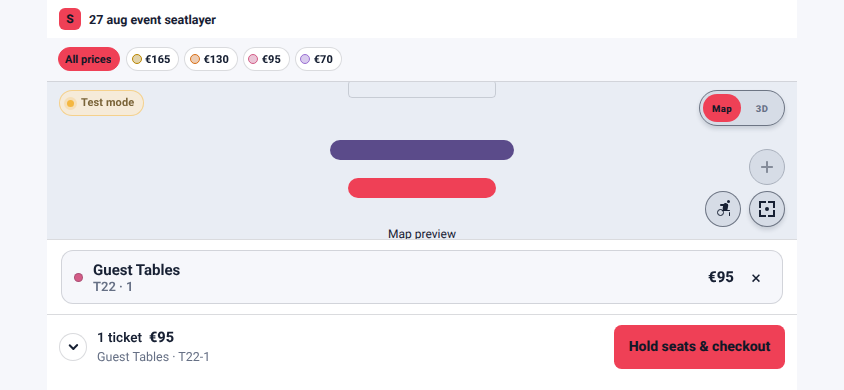 S 27 aug event seatlayer
All prices €165 €130 €95 €70
Test mode
Map 3D
Map preview
Guest Tables
T22 · 1
€95 ×
1 ticket €95
Guest Tables · T22-1
Hold seats & checkout